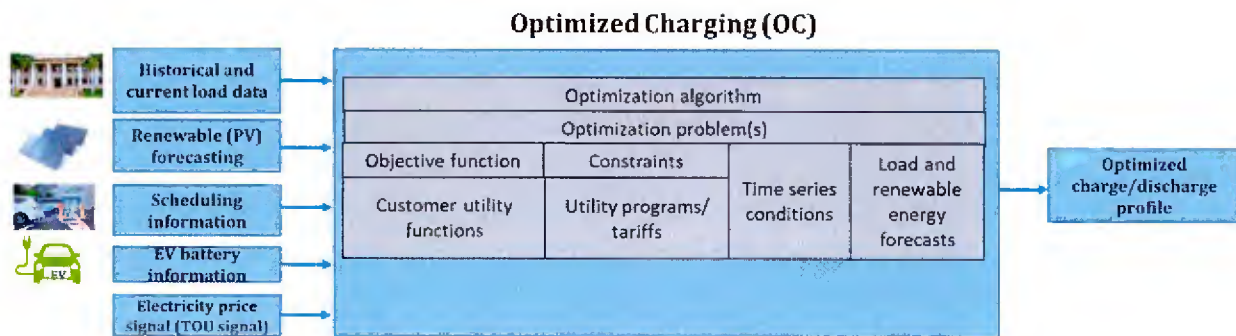 Optimized Charging (OC)
Historical and
current load data
Renewable (PV)
forecasting
Scheduling
information
EV
EV battery
information
Electricity price
signal (TOU signal)
Optimization algorithm
Optimization problem(s)
Objective function
Constraints
Customer utility
functions
Utility programs/
tariffs
Time series
conditions
Load and
renewable
energy
forecasts
Optimized
charge/discharge
profile